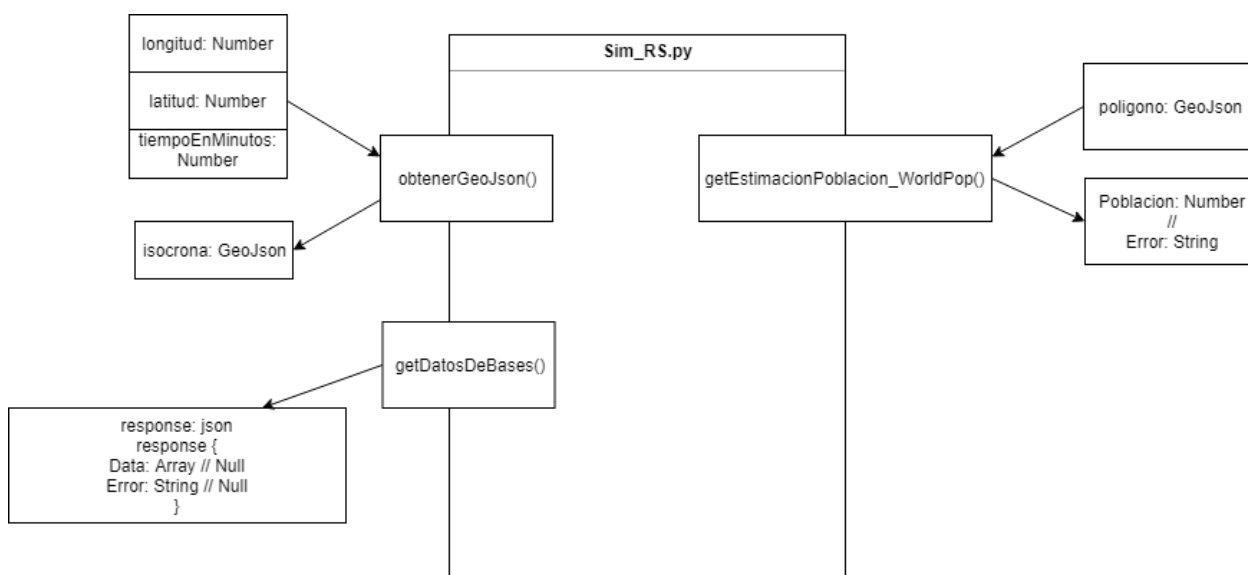 longitud: Number
latitud: Number
tiempoEnMinutos:
Number
Sim_RS.py
poligono: GeoJson
obtenerGeoJson()
getEstimacionPoblacion_WorldPop()
isocrona: GeoJson
Poblacion: Number
//
Error: String
getDatosDeBases()
response: json
response {
Data: Array // Null
Error: String // Null
}